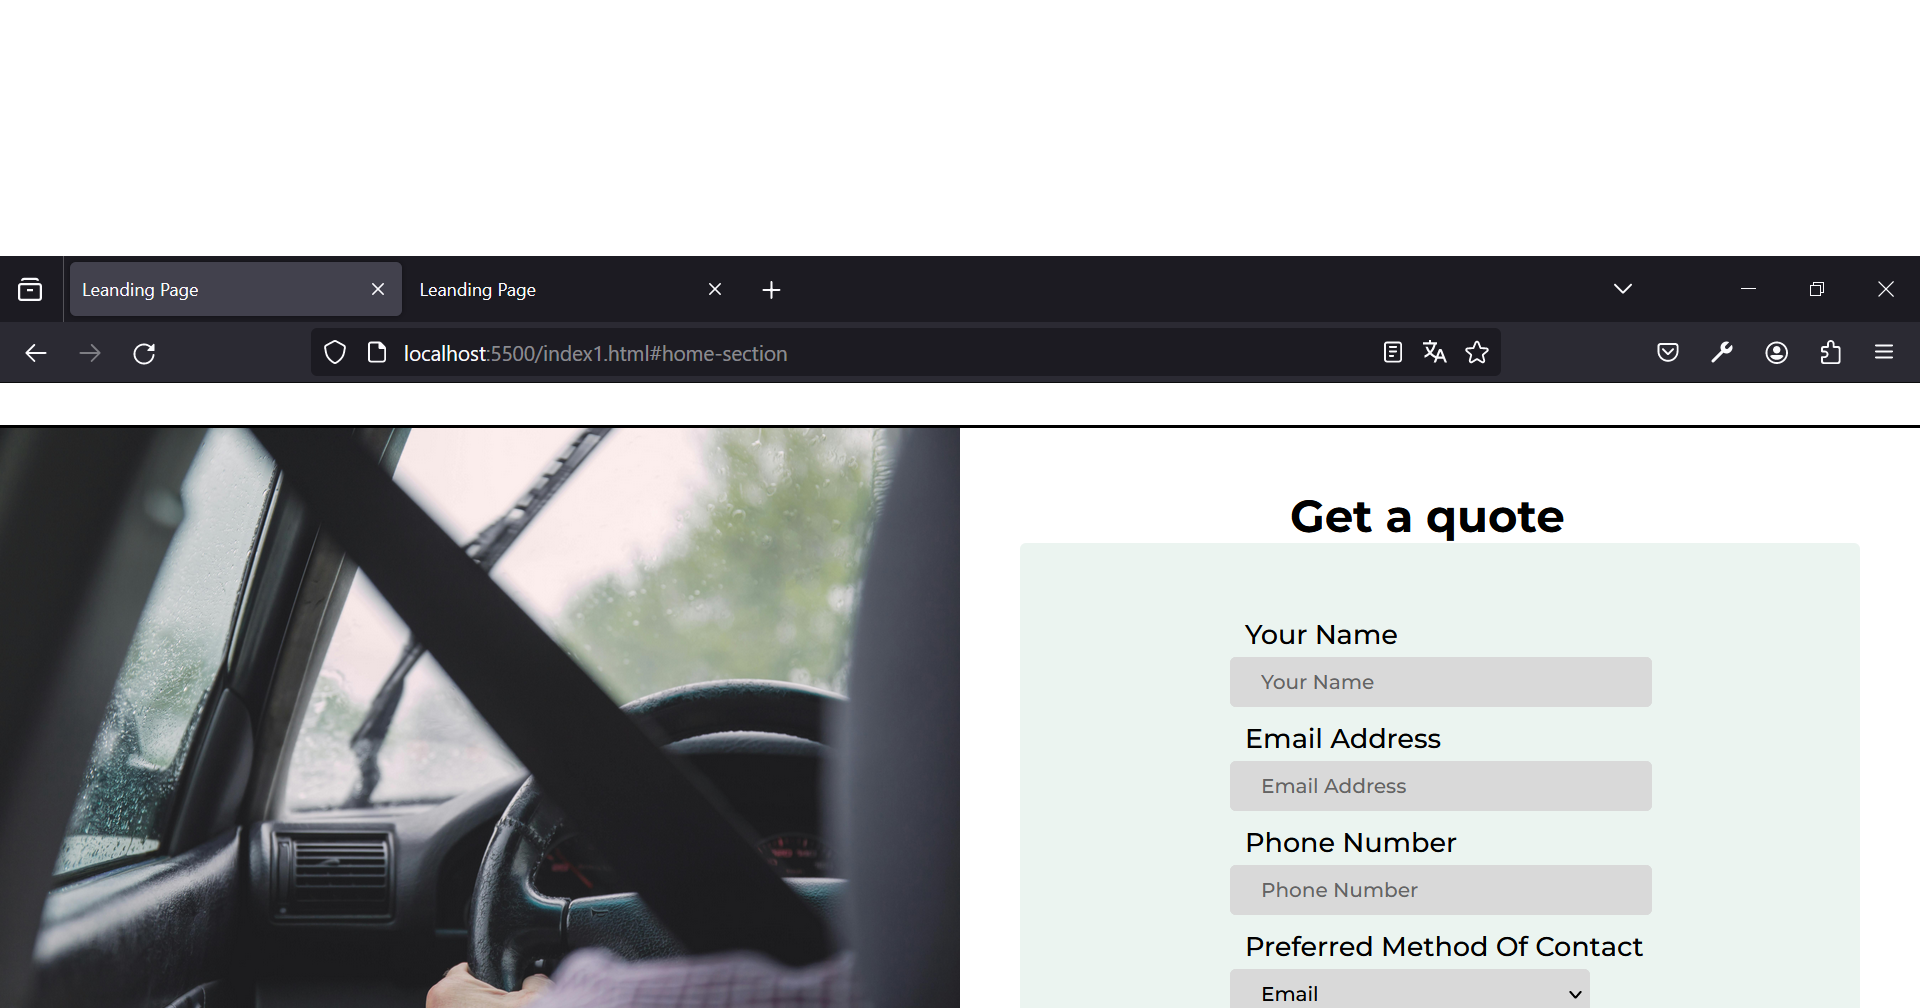 Leanding Page
Leanding Page
localhost:5500/index1.html#home-section
Get a quote
Your Name
Your Name
Email Address
Email Address
Phone Number
Phone Number
Preferred Method Of Contact
Email